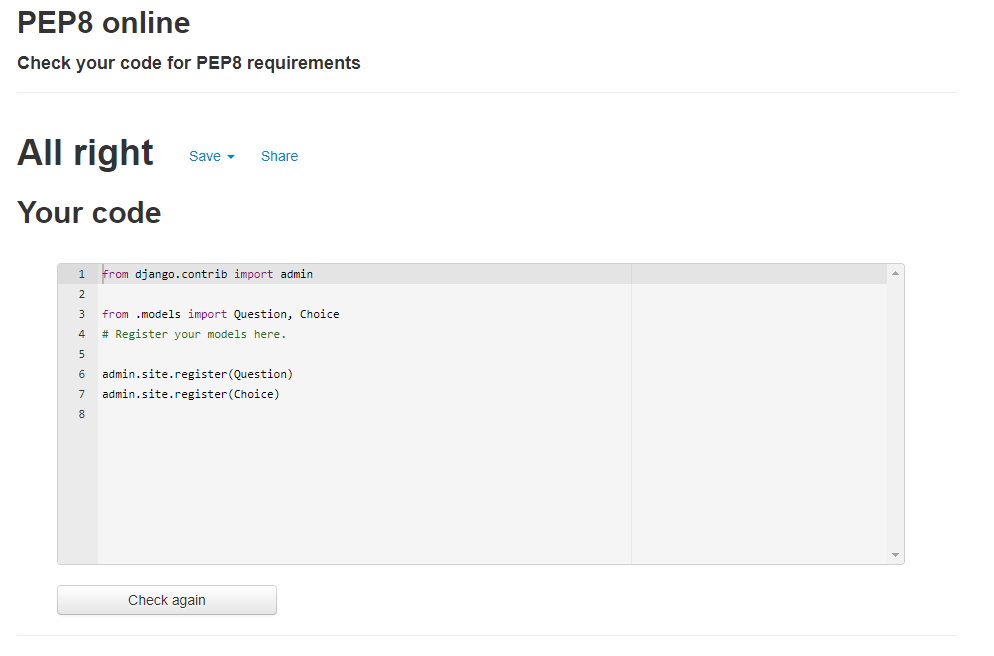 PEP8 online
Check your code for PEP8 requirements
All right Save Share
Your code
1 from django.contrib import admin
2
3 from .models import Question, Choice
4 # Register your models here.
5
6 admin.site.register(Question)
7 admin.site.register(Choice)
8
Check again